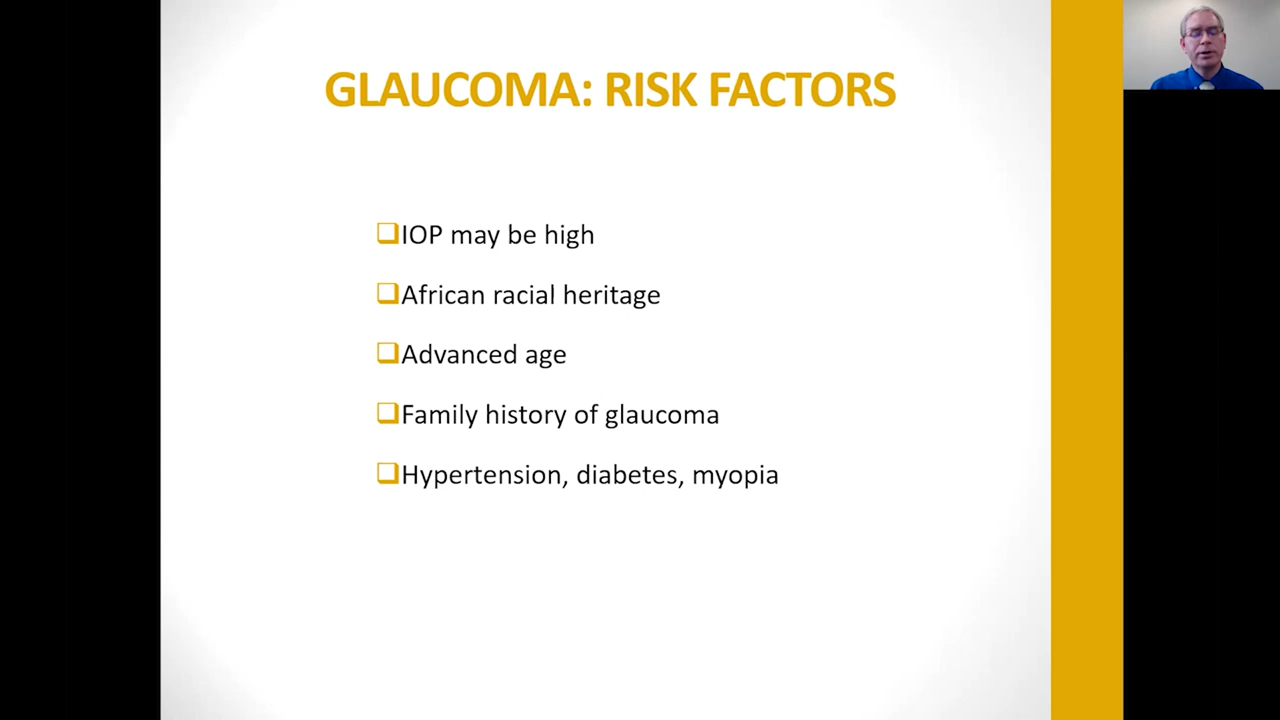 GLAUCOMA: RISK FACTORS
IOP may be high
African racial heritage
Advanced age
Family history of glaucoma
Hypertension, diabetes, myopia